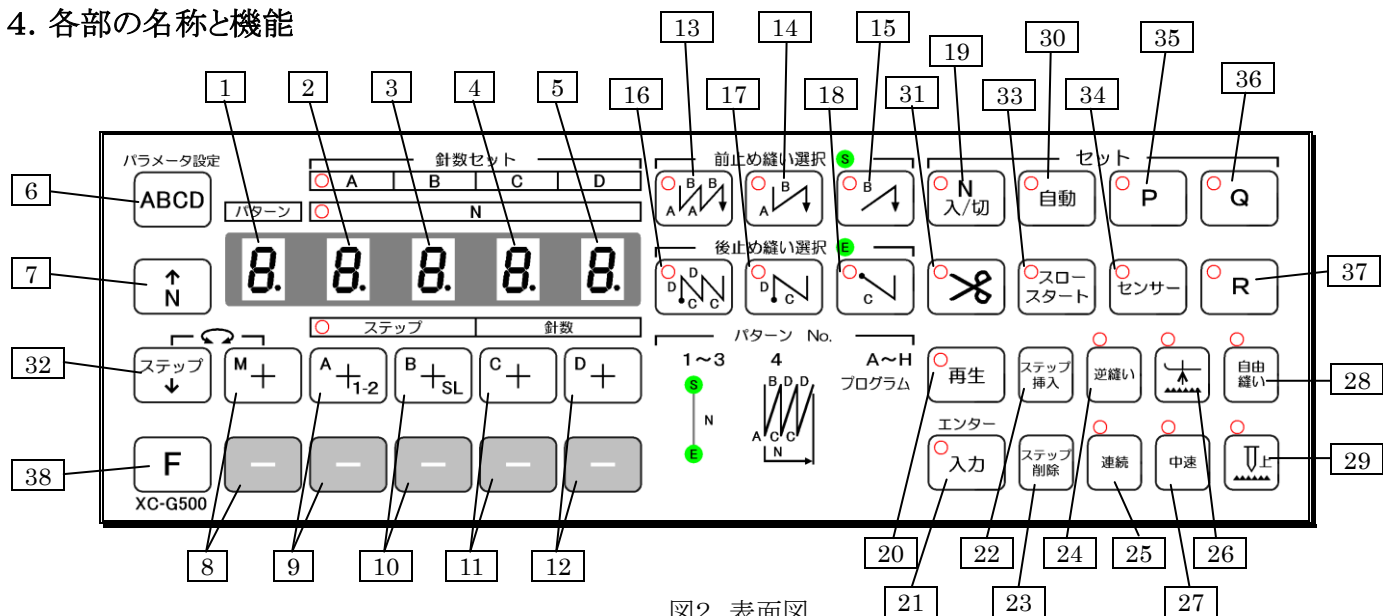 4. 各部の名称と機能
13
14
15
19
30
35
36
1
2
3
4
5
16
17
18
31
33
34
パラメータ設定
針数セット
前止め縫い選択 S
セット
6
ABCD
A B C D
パターン
N
A B A B
A B
B
N 入/切
自動
P
Q
後止め縫い選択 E
7
↑ N
8. 8. 8. 8. 8.
D D C C
D C
C
スロースタート
センサー
R
37
ステップ 針数
パターン No.
32
ステップ ↓
M +
A + 1-2
B + SL
C +
D +
1～3
4
A～H
プログラム
S
N
E
B D D
A C C
N
再生
ステップ挿入
逆縫い
自由縫い
28
38
F
XC-G500
－ － － － －
エンター
入力
ステップ削除
連続
中速
上
29
8
9
10
11
12
20
22
24
25
26
21
23
27
図2 表面図